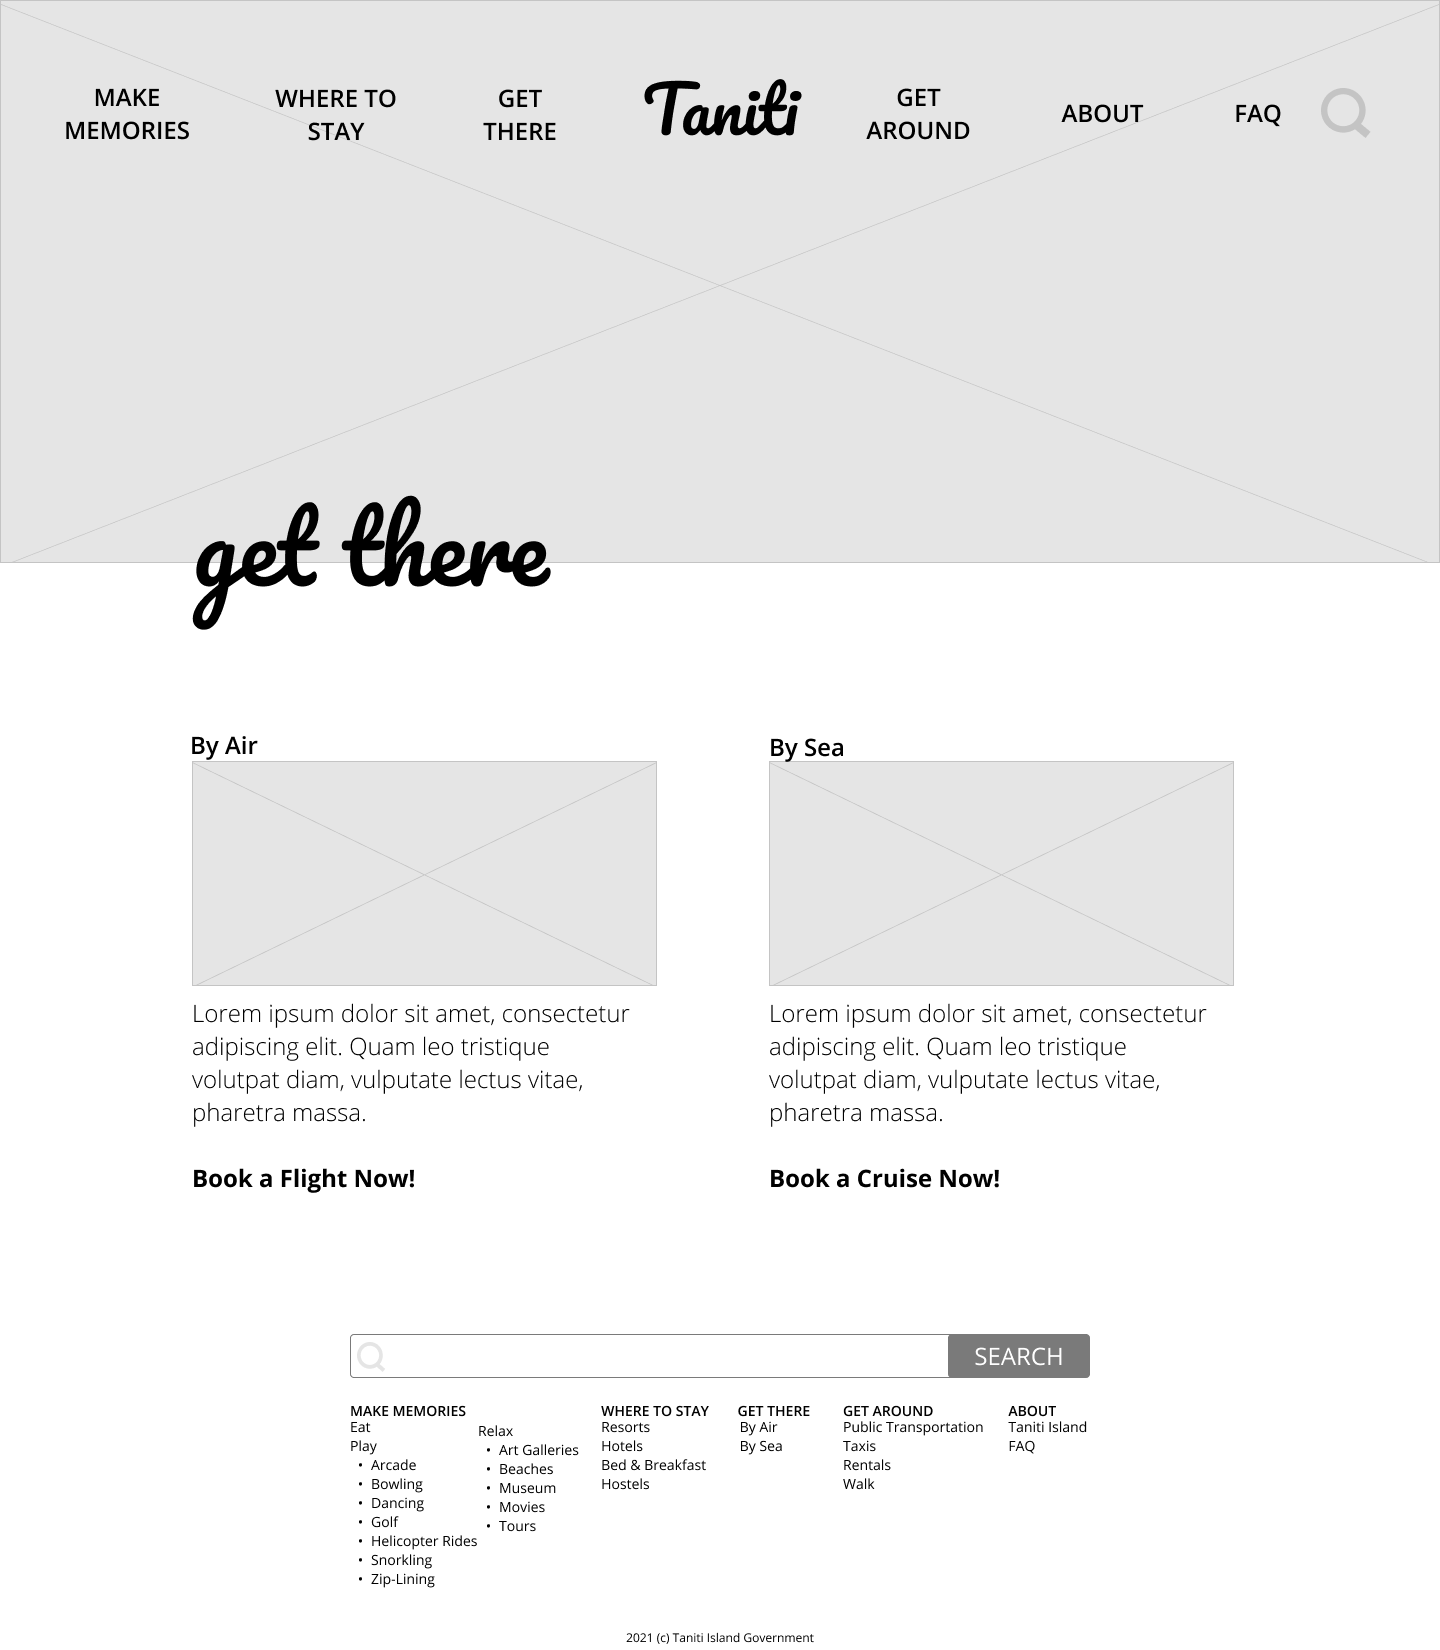 MAKE
MEMORIES
WHERE TO
STAY
GET
THERE
Taniti
GET
AROUND
ABOUT
FAQ
get there
By Air
Lorem ipsum dolor sit amet, consectetur
adipiscing elit. Quam leo tristique
volutpat diam, vulputate lectus vitae,
pharetra massa.
Book a Flight Now!
By Sea
Lorem ipsum dolor sit amet, consectetur
adipiscing elit. Quam leo tristique
volutpat diam, vulputate lectus vitae,
pharetra massa.
Book a Cruise Now!
SEARCH
MAKE MEMORIES
Eat
Play
• Arcade
• Bowling
• Dancing
• Golf
• Helicopter Rides
• Snorkling
• Zip-Lining
Relax
• Art Galleries
• Beaches
• Museum
• Movies
• Tours
WHERE TO STAY
Resorts
Hotels
Bed & Breakfast
Hostels
GET THERE
By Air
By Sea
GET AROUND
Public Transportation
Taxis
Rentals
Walk
ABOUT
Taniti Island
FAQ
2021 (c) Taniti Island Government